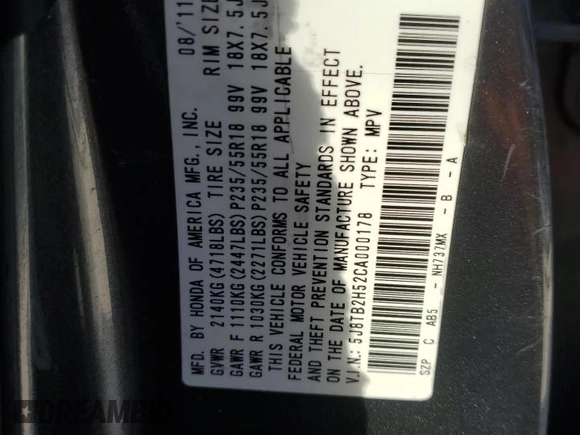 MFD. BY HONDA OF AMERICA MFG., INC. 08/'11
GVWR 2140KG(4718LBS) TIRE SIZE RIM SIZE
GAWR F 1110KG(2447LBS)P235/55R18 99V 18X7.5J
GAWR R 1030KG(2271LBS)P235/55R18 99V 18X7.5J
THIS VEHICLE CONFORMS TO ALL APPLICABLE
FEDERAL MOTOR VEHICLE SAFETY
AND THEFT PREVENTION STANDARDS IN EFFECT
ON THE DATE OF MANUFACTURE SHOWN ABOVE.
V.I.N.: 5J8TB2H52CA000178 TYPE: MPV
SZP C AB5 - NH737MX - B - A
DREAMBID